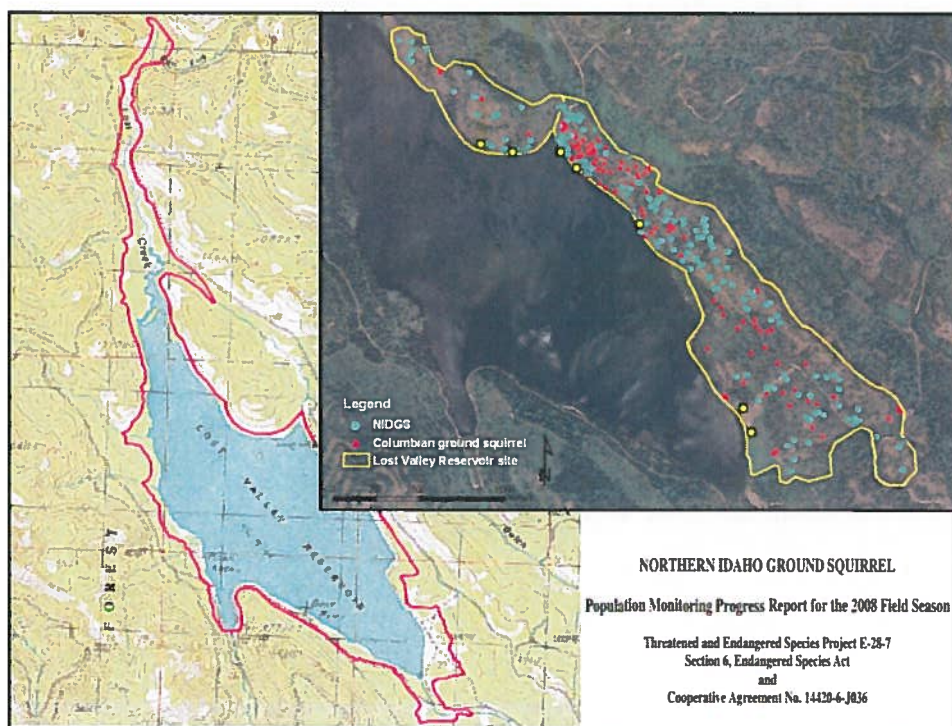 Lost
Creek
LOST
VALLEY
RESERVOIR
FOREST
Legend
NIDGS
Columbian ground squirrel
Lost Valley Reservoir site
NORTHERN IDAHO GROUND SQUIRREL
Population Monitoring Progress Report for the 2008 Field Season
Threatened and Endangered Species Project E-28-7
Section 6, Endangered Species Act
and
Cooperative Agreement No. 14420-6-J036